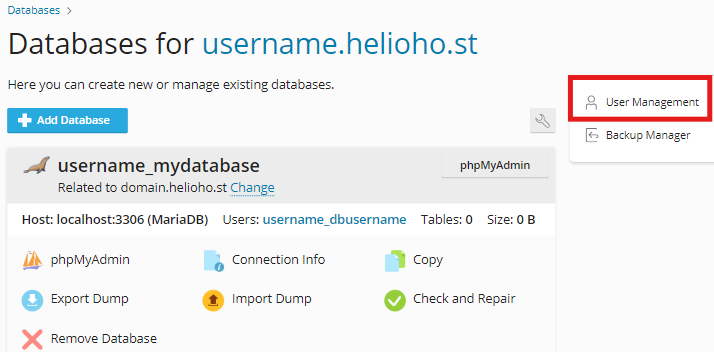 Databases >
Databases for username.helioho.st
Here you can create new or manage existing databases.
Add Database
User Management
Backup Manager
username_mydatabase
phpMyAdmin
Related to domain.helioho.st Change
Host: localhost:3306 (MariaDB) Users: username_dbusername Tables: 0 Size: 0 B
phpMyAdmin Connection Info Copy
Export Dump Import Dump Check and Repair
Remove Database